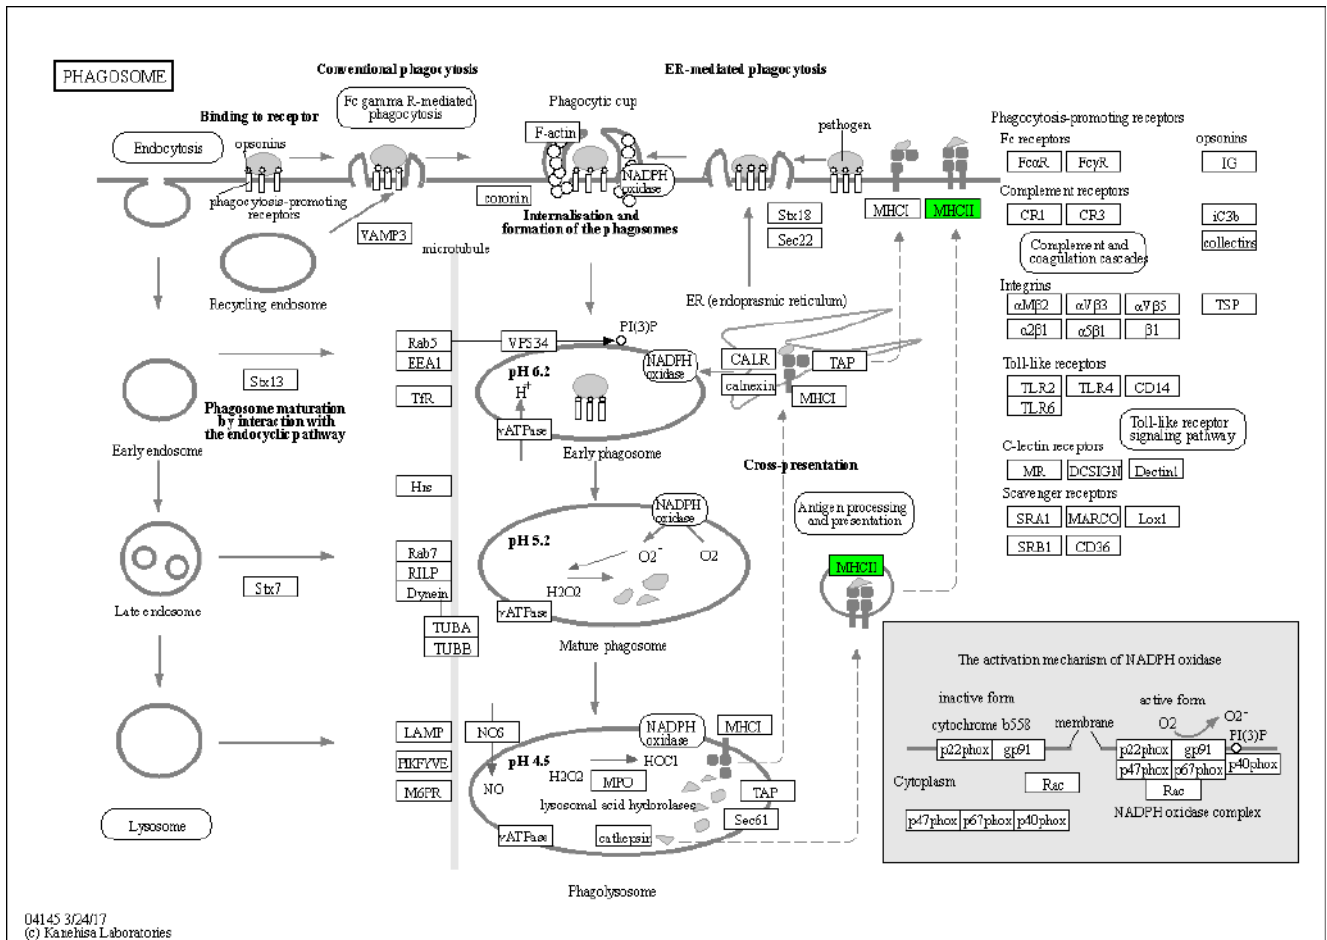 PHAGOSOME
Conventional phagocytosis
ER-mediated phagocytosis
Binding to receptor
Fc gamma R-mediated
phagocytosis
Phagocytic cup
F-actin
pathogen
Endocytosis
opsonins
NADPH
oxidase
phagocytosis-promoting
receptors
coronin
Internalisation and
formation of the phagosomes
VAMP3
microtubule
Stx18
Sec22
MHCI
MHCII
Recycling endosome
ER (endoprasmic reticulum)
Phagocytosis-promoting receptors
Fc receptors
opsonins
FcαR
FcγR
IG
Complement receptors
CR1
CR3
iC3b
collectins
Complement and
coagulation cascades
Integrins
αMβ2
αVβ3
αVβ5
TSP
α2β1
α5β1
β1
Toll-like receptors
TLR2
TLR4
CD14
TLR6
Toll-like receptor
signaling pathway
C-lectin receptors
MR
DCSIGN
Dectin1
Scavenger receptors
SRA1
MARCO
Lox1
SRB1
CD36
Rab5
EEA1
VPS34
PI(3)P
TfR
Stx13
Phagosome maturation
by interaction with
the endocyclic pathway
pH 6.2
H+
vATPase
NADPH
oxidase
CALR
calnexin
TAP
MHCI
Early endosome
Early phagosome
Cross-presentation
Hrs
NADPH
oxidase
Antigen processing
and presentation
pH 5.2
O2-
O2
H2O2
vATPase
Rab7
RILP
Dynein
Stx7
TUBA
TUBB
MHCII
Late endosome
Mature phagosome
LAMP
PIKFYVE
M6PR
NOS
NO
NADPH
oxidase
MHCI
pH 4.5
H2O2
HOCl
MPO
lysosomal acid hydorolases
TAP
Sec61
vATPase
cathepsin
Lysosome
Phagolysosome
The activation mechanism of NADPH oxidase
inactive form
active form
cytochrome b558
membrane
O2
O2-
PI(3)P
p22phox
gp91
p22phox
gp91
p47phox
p67phox
p40phox
Cytoplasm
Rac
Rac
NADPH oxidase complex
p47phox
p67phox
p40phox
04145 3/24/17
(c) Kanehisa Laboratories